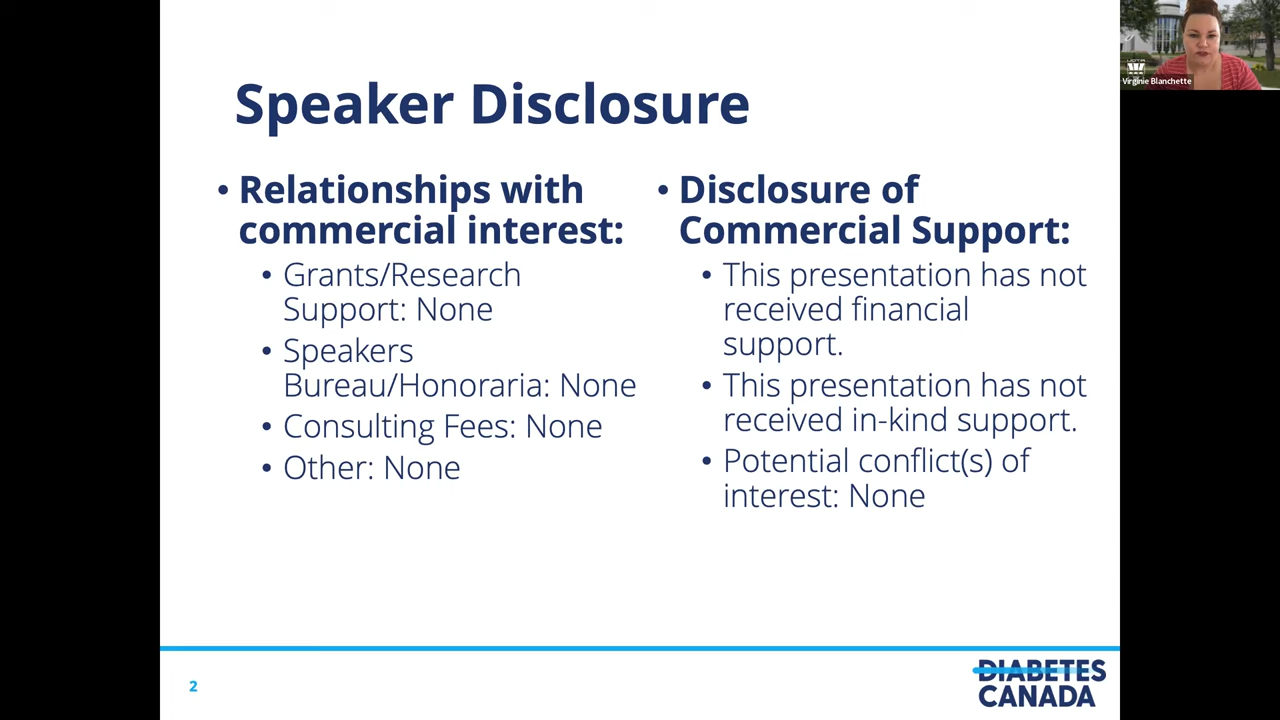 Speaker Disclosure
• Relationships with
commercial interest:
• Grants/Research
Support: None
• Speakers
Bureau/Honoraria: None
• Consulting Fees: None
• Other: None
• Disclosure of
Commercial Support:
• This presentation has not
received financial
support.
• This presentation has not
received in-kind support.
• Potential conflict(s) of
interest: None
2
DIABETES
CANADA
UQTR
Virginie Blanchette